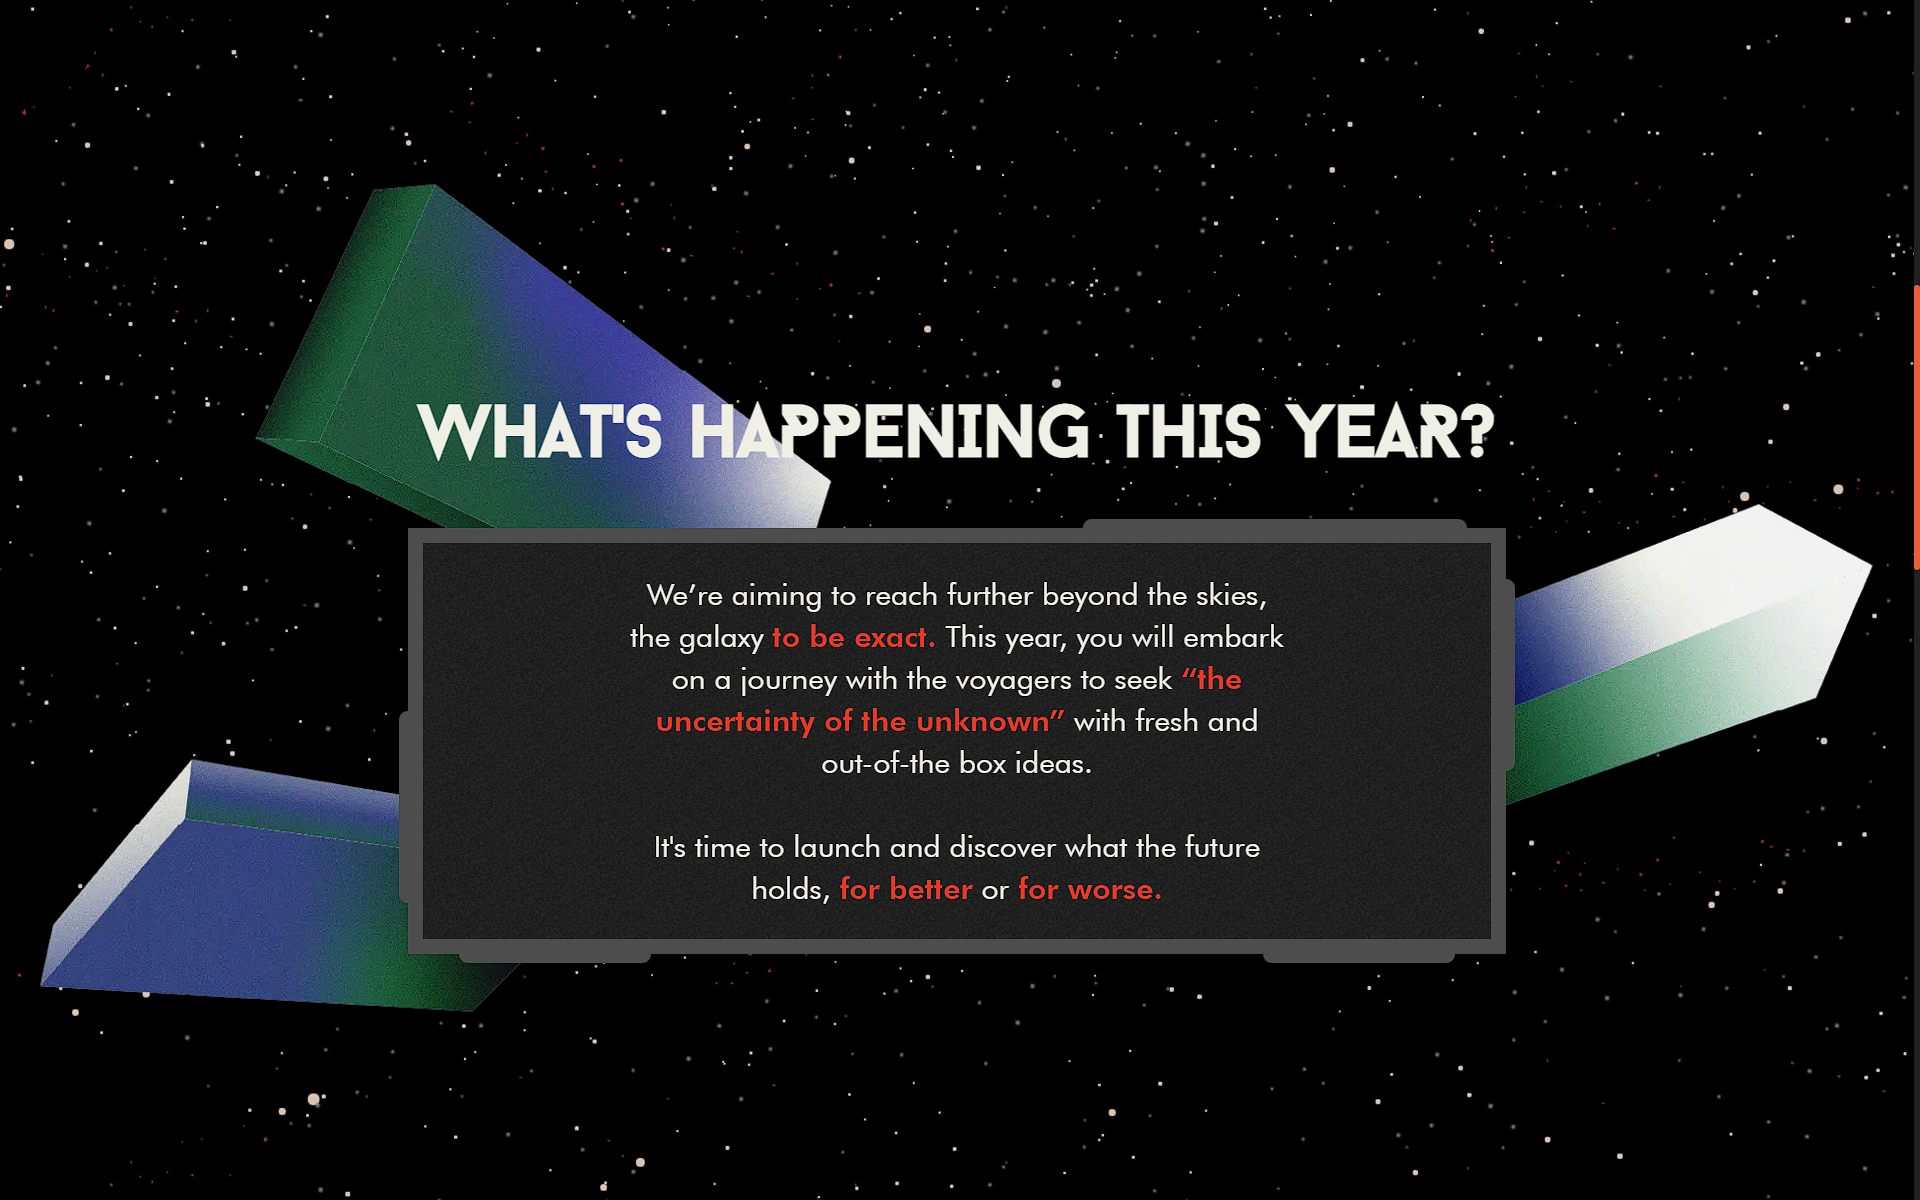 WHAT'S HAPPENING THIS YEAR?
We’re aiming to reach further beyond the skies,
the galaxy to be exact. This year, you will embark
on a journey with the voyagers to seek “the
uncertainty of the unknown” with fresh and
out-of-the box ideas.
It's time to launch and discover what the future
holds, for better or for worse.